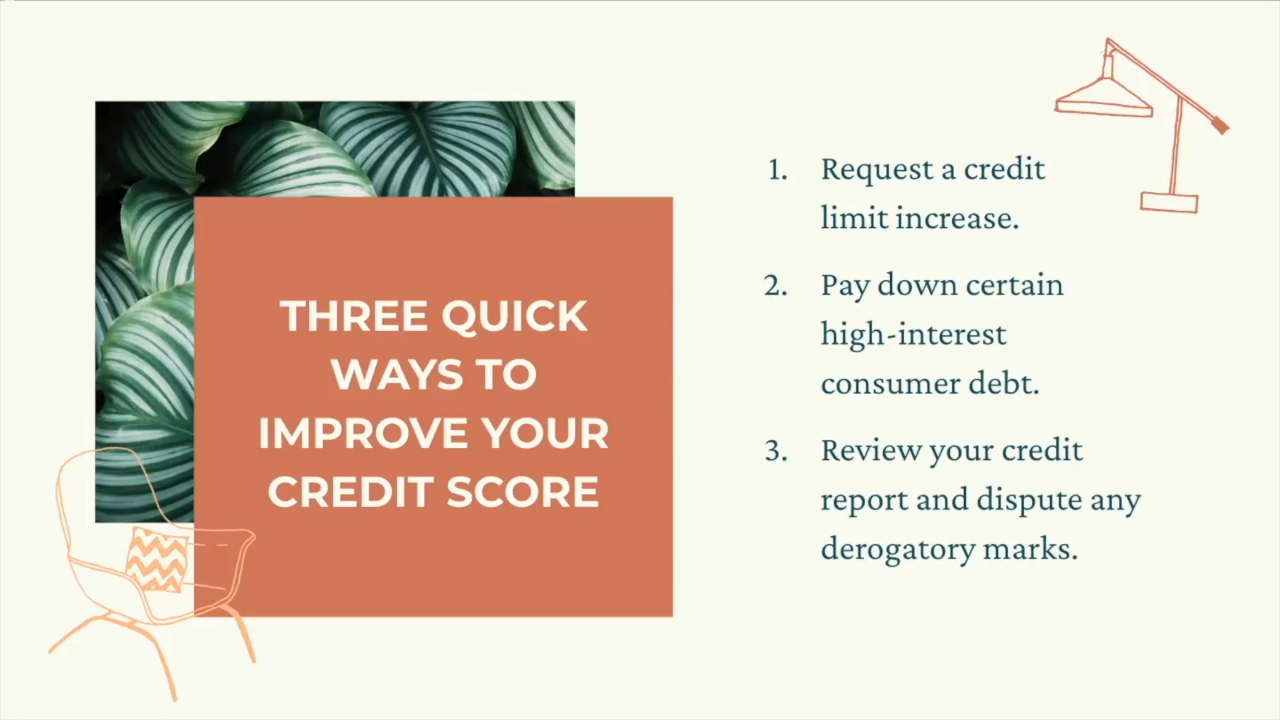 THREE QUICK
WAYS TO
IMPROVE YOUR
CREDIT SCORE
1. Request a credit
limit increase.
2. Pay down certain
high-interest
consumer debt.
3. Review your credit
report and dispute any
derogatory marks.